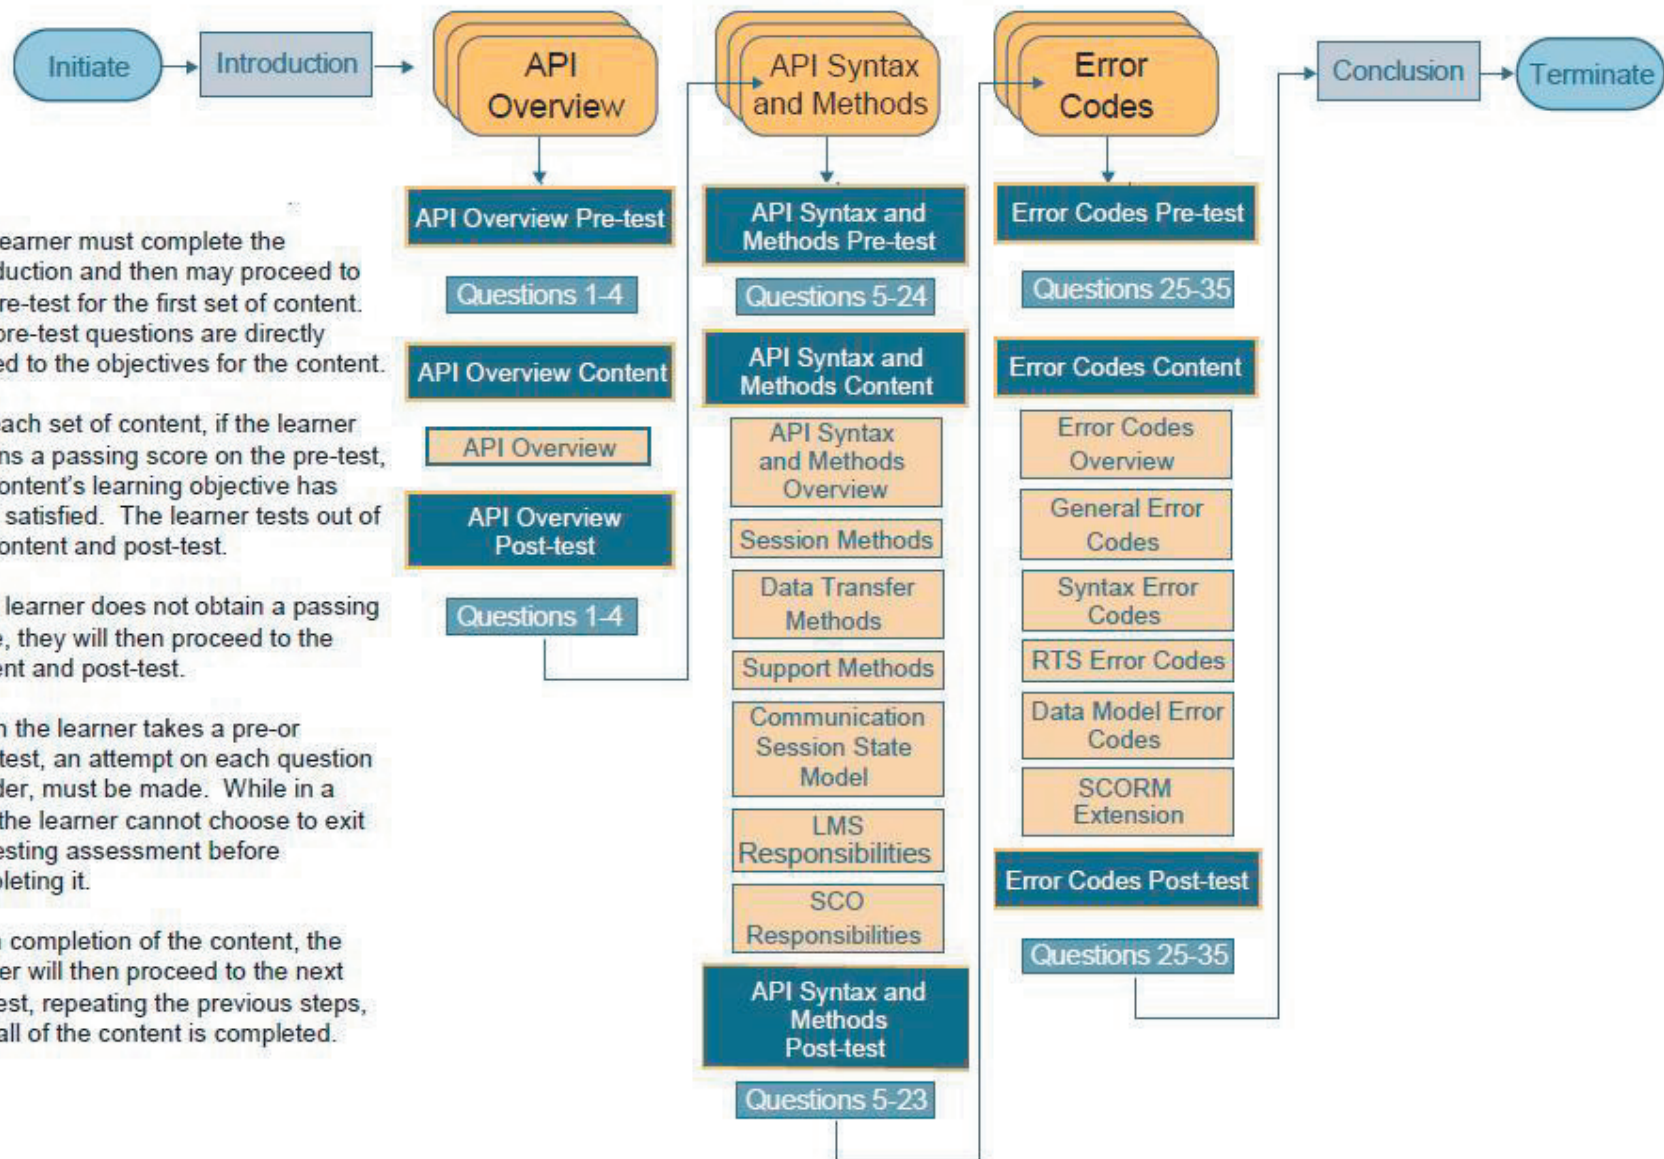 Initiate
Introduction
API
Overview
API Syntax
and Methods
Error
Codes
Conclusion
Terminate
earner must complete the
duction and then may proceed to
re-test for the first set of content.
ore-test questions are directly
ed to the objectives for the content.
ach set of content, if the learner
ns a passing score on the pre-test,
ontent's learning objective has
satisfied. The learner tests out of
ontent and post-test.
learner does not obtain a passing
e, they will then proceed to the
ent and post-test.
n the learner takes a pre-or
test, an attempt on each question
der, must be made. While in a
the learner cannot choose to exit
esting assessment before
pleting it.
n completion of the content, the
er will then proceed to the next
est, repeating the previous steps,
all of the content is completed.
API Overview Pre-test
Questions 1-4
API Overview Content
API Overview
API Overview
Post-test
Questions 1-4
API Syntax and
Methods Pre-test
Questions 5-24
API Syntax and
Methods Content
API Syntax
and Methods
Overview
Session Methods
Data Transfer
Methods
Support Methods
Communication
Session State
Model
LMS
Responsibilities
SCO
Responsibilities
API Syntax and
Methods
Post-test
Questions 5-23
Error Codes Pre-test
Questions 25-35
Error Codes Content
Error Codes
Overview
General Error
Codes
Syntax Error
Codes
RTS Error Codes
Data Model Error
Codes
SCORM
Extension
Error Codes Post-test
Questions 25-35